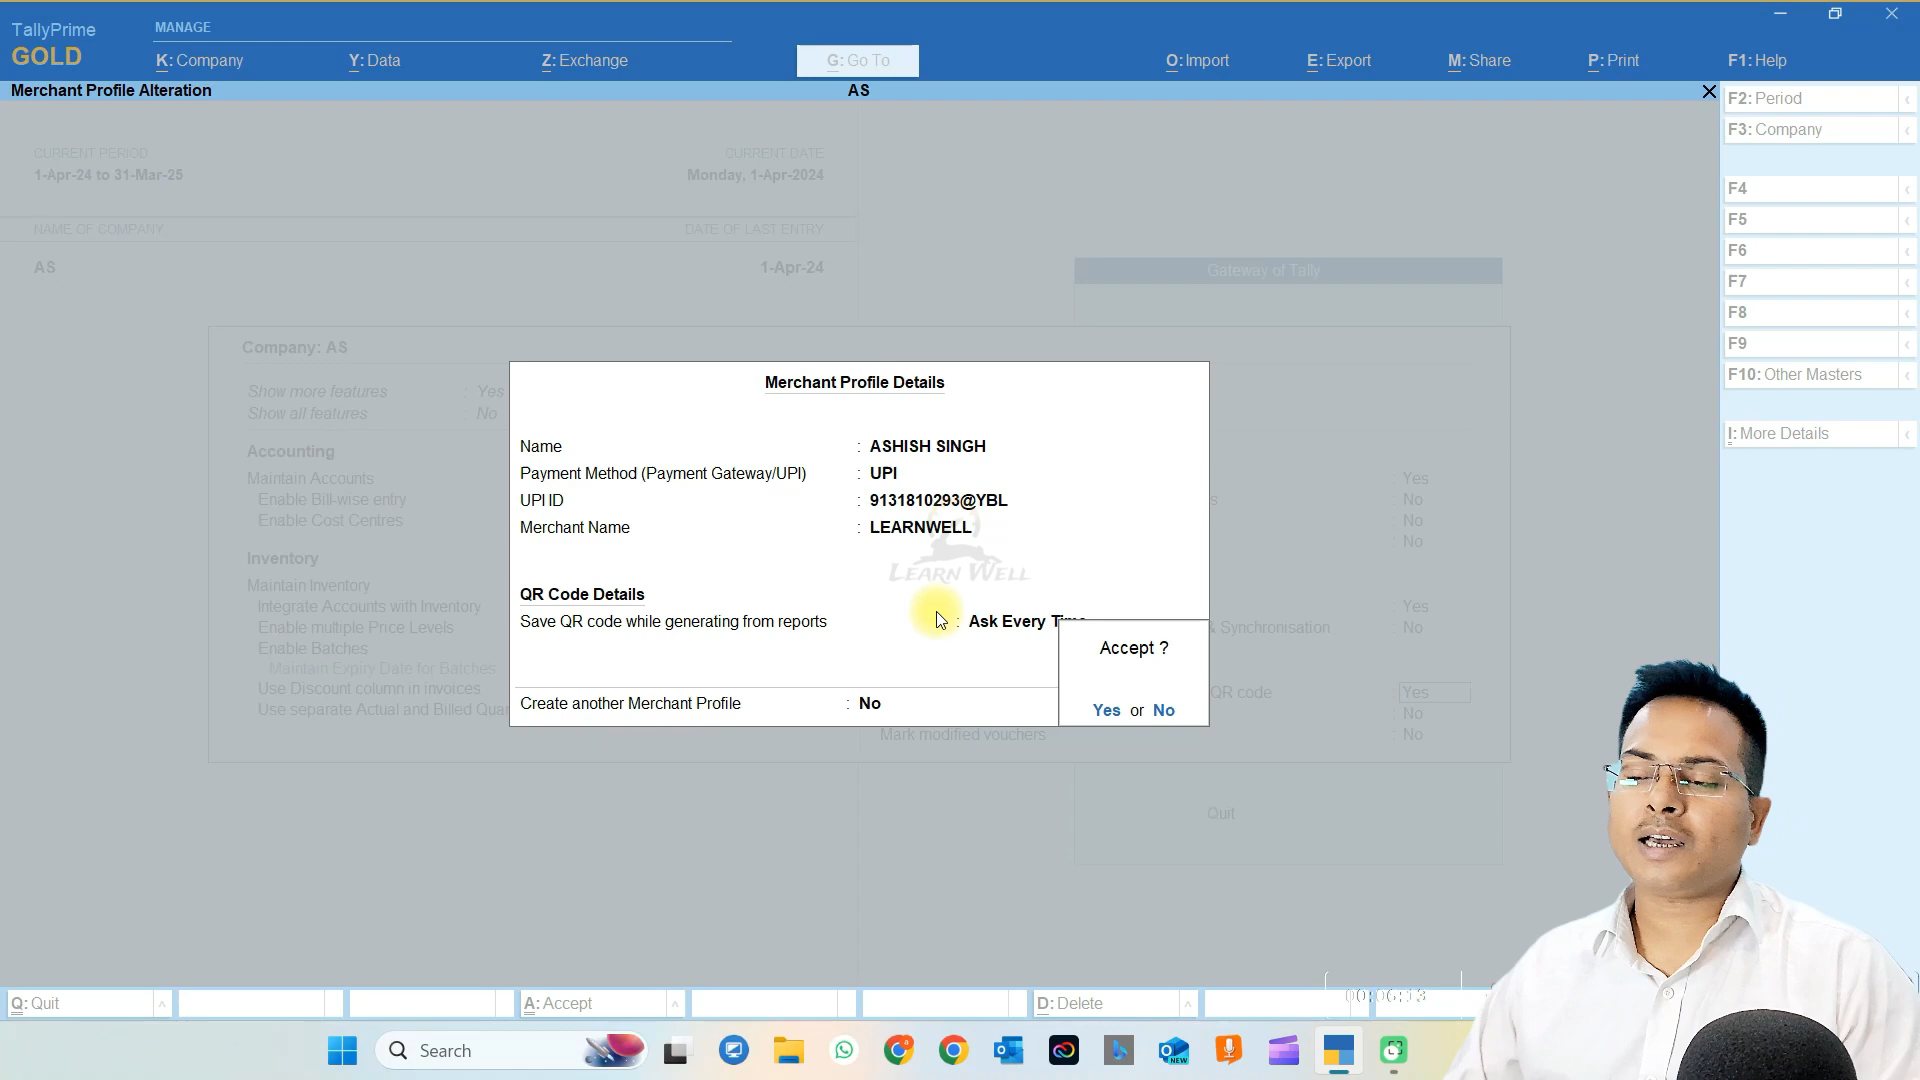 TallyPrime
GOLD
MANAGE
K: Company
Y: Data
Z: Exchange
G: Go To
O: Import
E: Export
M: Share
P: Print
F1: Help
Merchant Profile Alteration
AS
CURRENT PERIOD
1-Apr-24 to 31-Mar-25
CURRENT DATE
Monday, 1-Apr-2024
NAME OF COMPANY
DATE OF LAST ENTRY
AS
1-Apr-24
Gateway of Tally
Company: AS
Show more features : Yes
Show all features : No
Accounting
Maintain Accounts
Enable Bill-wise entry
Enable Cost Centres
Inventory
Maintain Inventory
Integrate Accounts with Inventory
Enable multiple Price Levels
Enable Batches
Maintain Expiry Date for Batches
Use Discount column in invoices
Use separate Actual and Billed Quan
Merchant Profile Details
Name : ASHISH SINGH
Payment Method (Payment Gateway/UPI) : UPI
UPI ID : 9131810293@YBL
Merchant Name : LEARNWELL
LEARN WELL
QR Code Details
Save QR code while generating from reports : Ask Every Time
Create another Merchant Profile : No
Accept ?
Yes or No
: Yes
s : No
: No
: No
: Yes
& Synchronisation : No
QR code : Yes
: No
Mark modified vouchers : No
Quit
F2: Period
F3: Company
F4
F5
F6
F7
F8
F9
F10: Other Masters
I: More Details
Q: Quit
A: Accept
D: Delete
00:06:13
Search
NEW